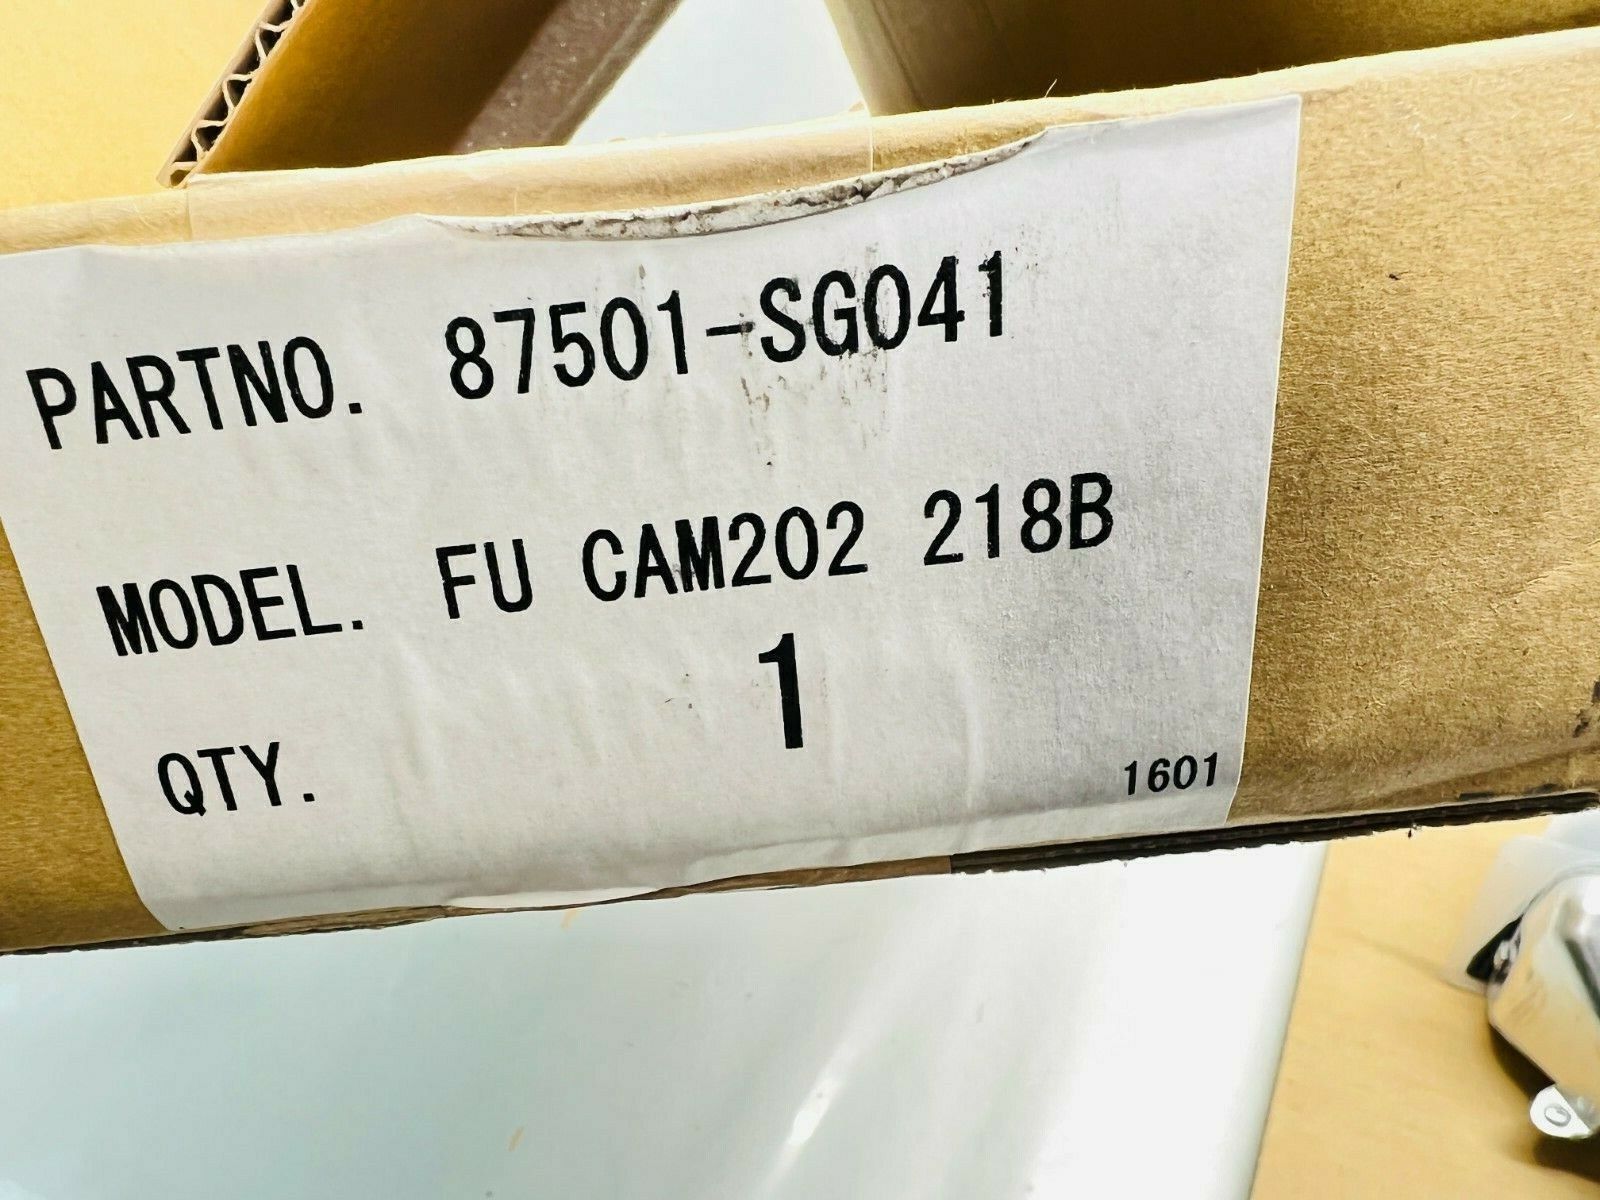 PARTNO. 87501-SG041
MODEL. FU CAM202 218B
QTY. 1
1601